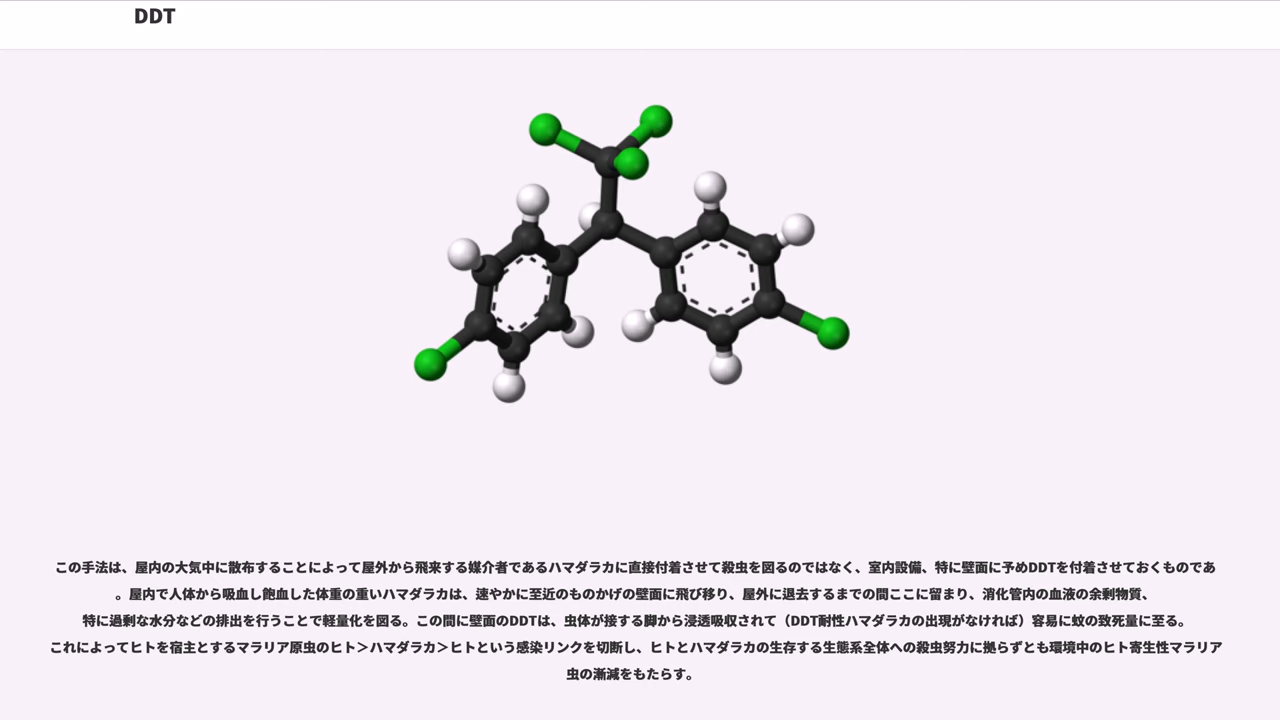 DDT
この手法は、屋内の大気中に散布することによって屋外から飛来する媒介者であるハマダラカに直接付着させて殺虫を図るのではなく、室内設備、特に壁面に予めDDTを付着させておくものであ
。屋内で人体から吸血し飽血した体重の重いハマダラカは、速やかに至近のものかげの壁面に飛び移り、屋外に退去するまでの間ここに留まり、消化管内の血液の余剰物質、
特に過剰な水分などの排出を行うことで軽量化を図る。この間に壁面のDDTは、虫体が接する脚から浸透吸収されて（DDT耐性ハマダラカの出現がなければ）容易に蚊の致死量に至る。
これによってヒトを宿主とするマラリア原虫のヒト＞ハマダラカ＞ヒトという感染リンクを切断し、ヒトとハマダラカの生存する生態系全体への殺虫努力に拠らずとも環境中のヒト寄生性マラリア
虫の漸減をもたらす。